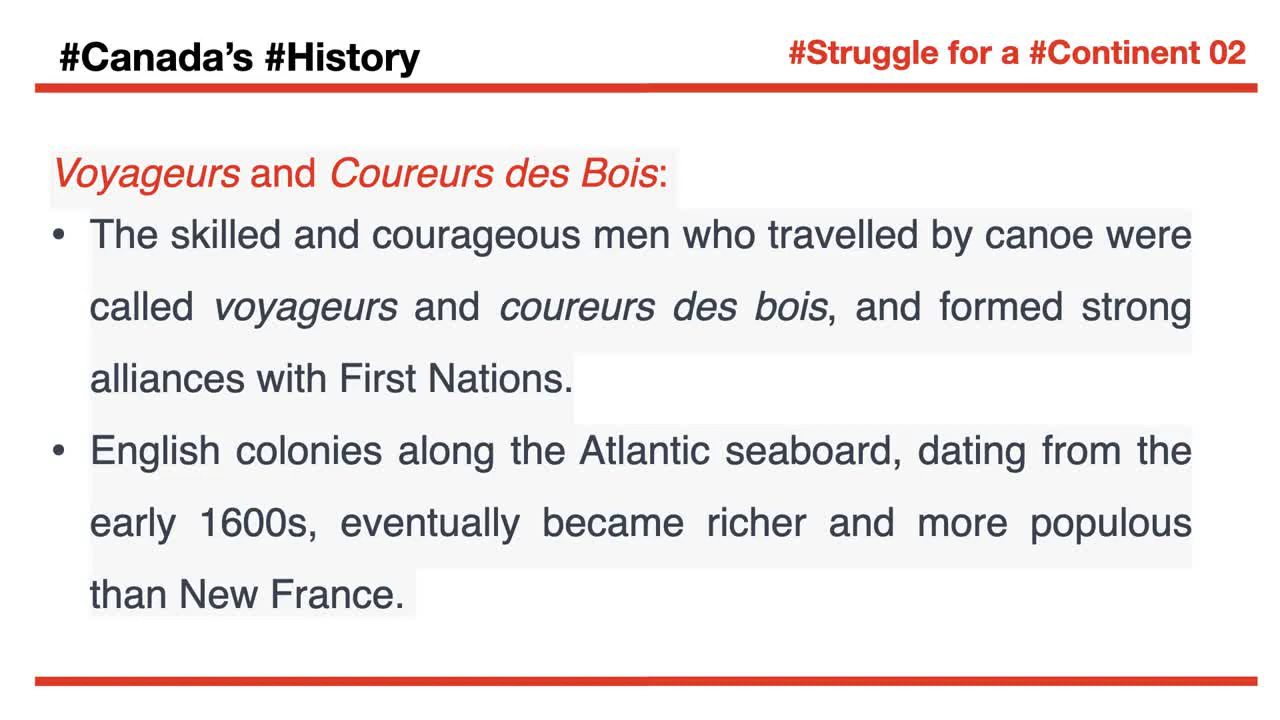 #Canada’s #History
#Struggle for a #Continent 02
Voyageurs and Coureurs des Bois:
• The skilled and courageous men who travelled by canoe were
called voyageurs and coureurs des bois, and formed strong
alliances with First Nations.
• English colonies along the Atlantic seaboard, dating from the
early 1600s, eventually became richer and more populous
than New France.